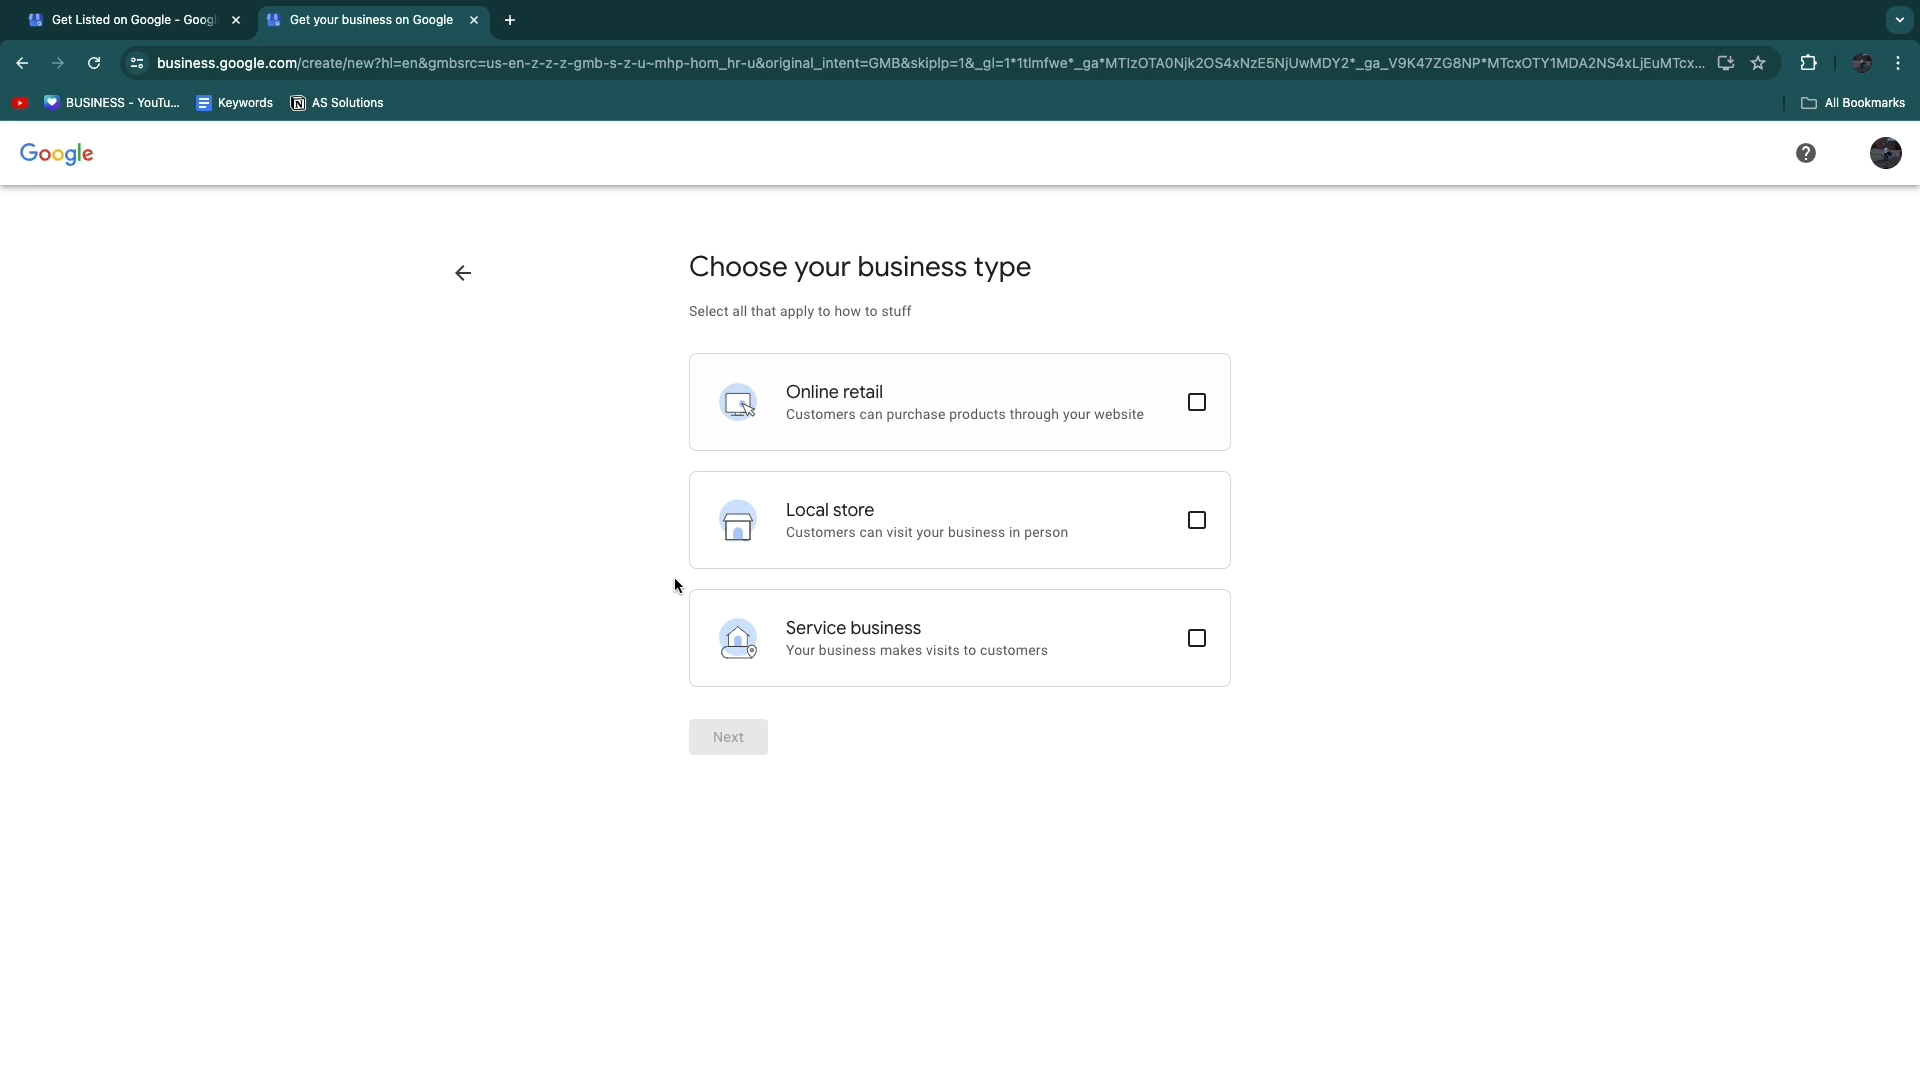 Get Listed on Google - Googl
Get your business on Google
business.google.com/create/new?hl=en&gmbsrc=us-en-z-z-z-gmb-s-z-u~mhp-hom_hr-u&original_intent=GMB&skiplp=1&_gl=1*1tlmfwe*_ga*MTIzOTA0Njk2OS4xNzE5NjUwMDY2*_ga_V9K47ZG8NP*MTcxOTY1MDA2NS4xLjEuMTcx...
BUSINESS - YouTu...
Keywords
AS Solutions
All Bookmarks
Google
Choose your business type
Select all that apply to how to stuff
Online retail
Customers can purchase products through your website
Local store
Customers can visit your business in person
Service business
Your business makes visits to customers
Next